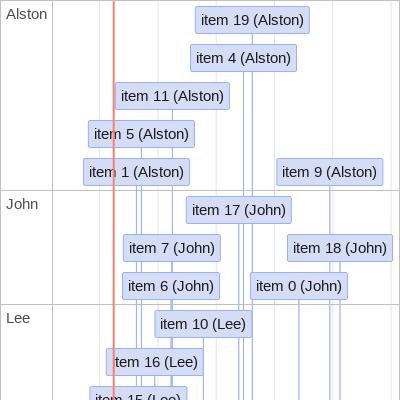 Alston
item 19 (Alston)
item 4 (Alston)
item 11 (Alston)
item 5 (Alston)
item 1 (Alston)
item 9 (Alston)
John
item 17 (John)
item 7 (John)
item 18 (John)
item 6 (John)
item 0 (John)
Lee
item 10 (Lee)
item 16 (Lee)
item 15 (Lee)